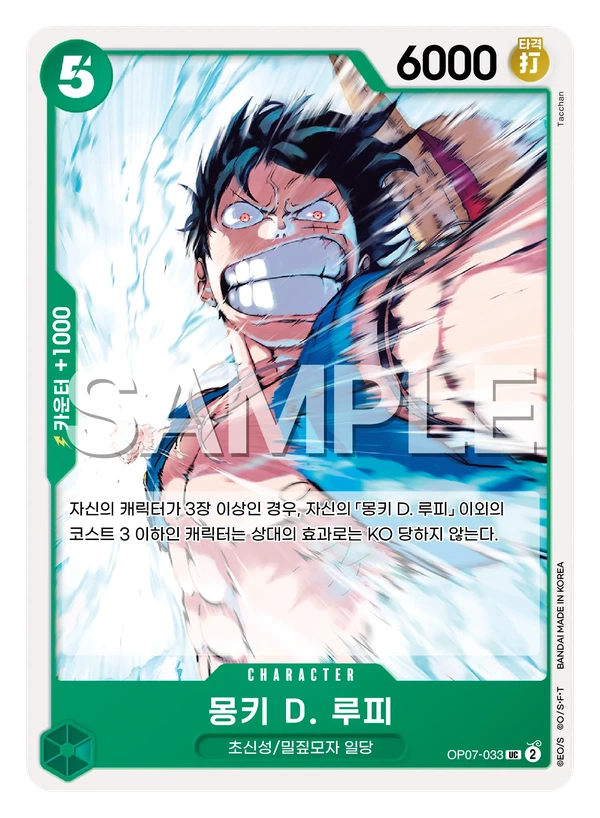 5
6000
타격
打
Tacchan
카운터 +1000
SAMPLE
자신의 캐릭터가 3장 이상인 경우, 자신의 「몽키 D. 루피」 이외의
코스트 3 이하인 캐릭터는 상대의 효과로는 KO 당하지 않는다.
CHARACTER
몽키 D. 루피
초신성/밀짚모자 일당
OP07-033 UC 2
©EO/S ©O/S·F·T BANDAI MADE IN KOREA